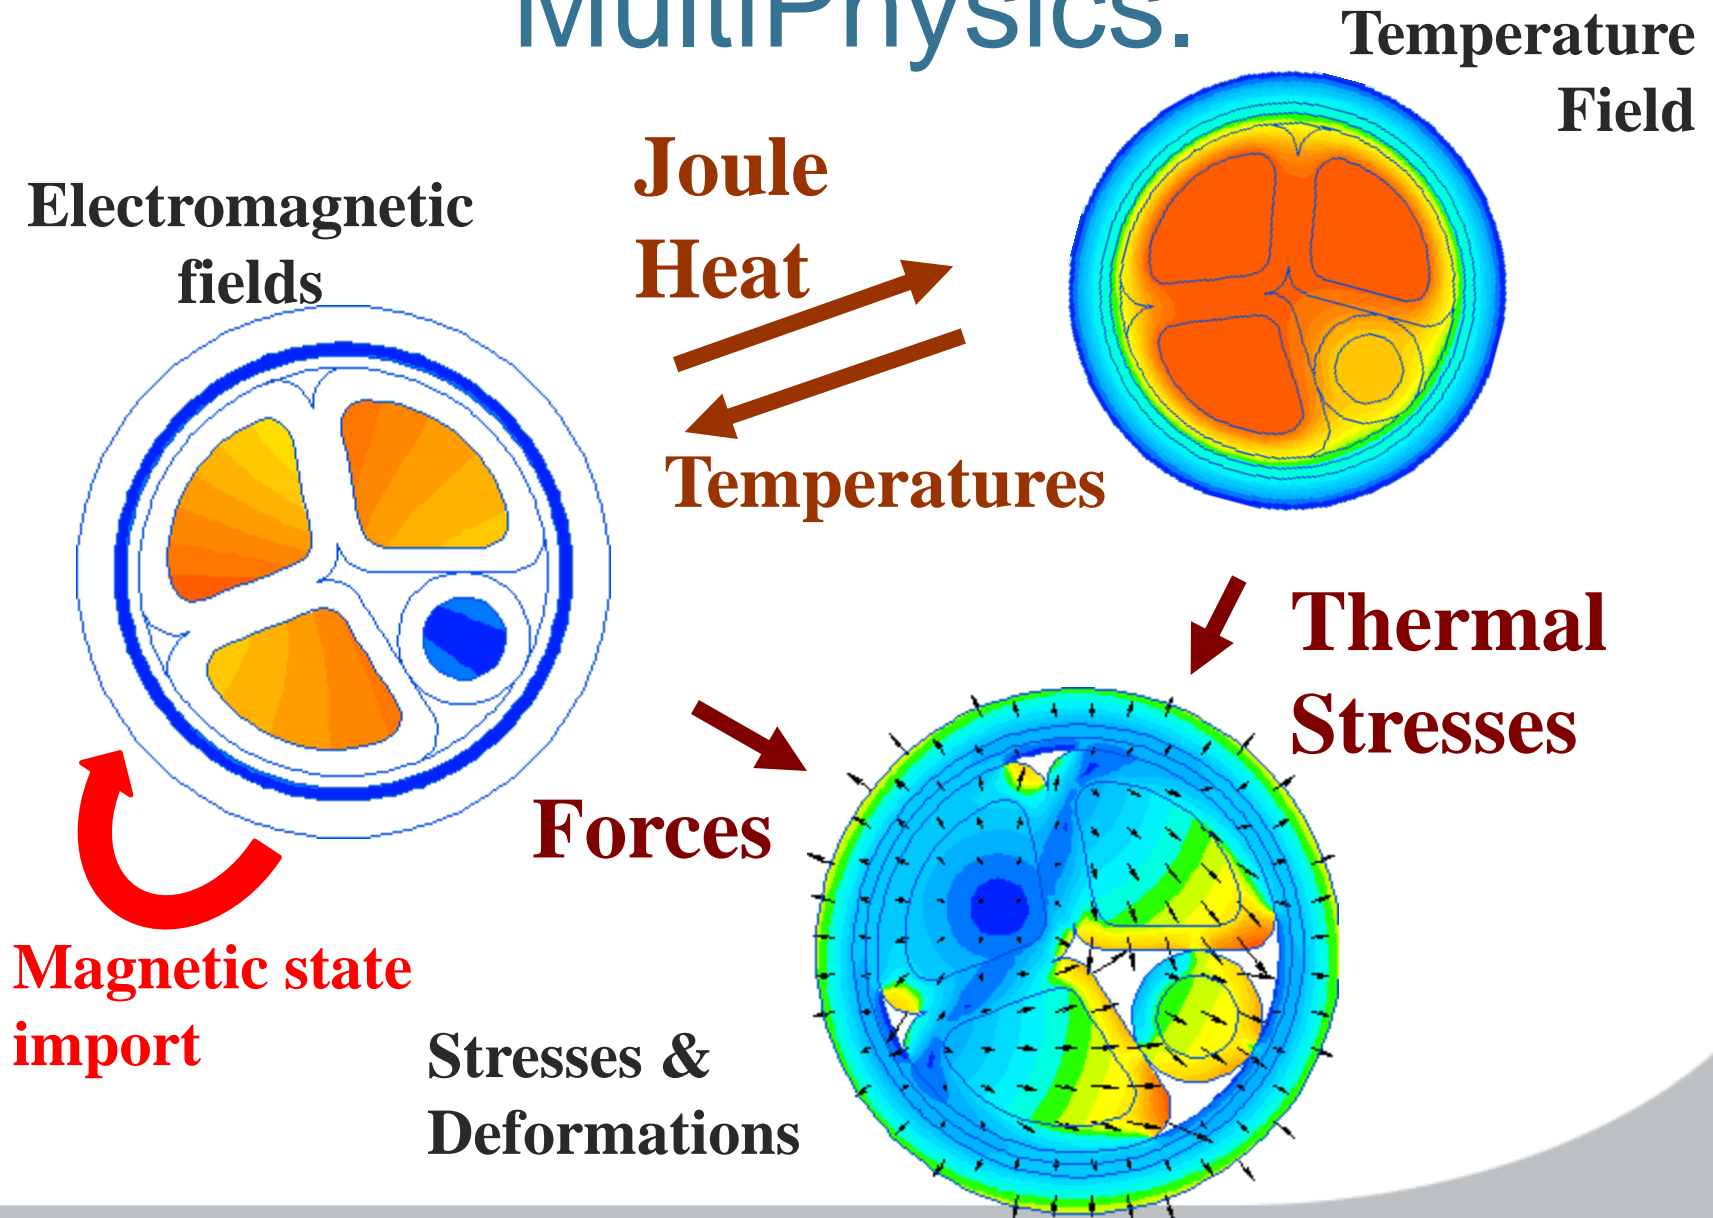 MultiPhysics.
Temperature
Field
Joule
Heat
Electromagnetic
fields
Temperatures
Thermal
Stresses
Forces
Magnetic state
import
Stresses &
Deformations